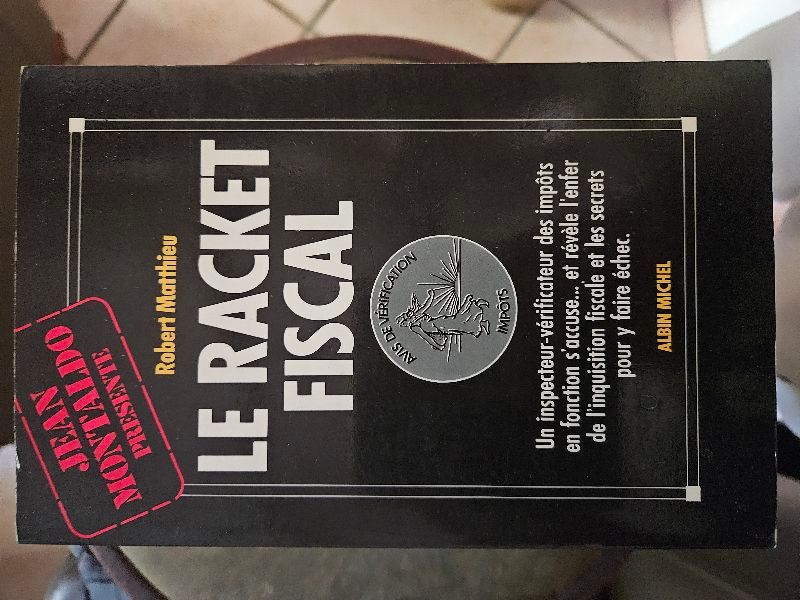 JEAN
MONTALDO
PRÉSENTE
Robert Matthieu
LE RACKET
FISCAL
AVIS DE VÉRIFICATION
IMPOTS
Un inspecteur-vérificateur des impôts
en fonction s'accuse... et révèle l'enfer
de l'inquisition fiscale et les secrets
pour y faire échec.
ALBIN MICHEL